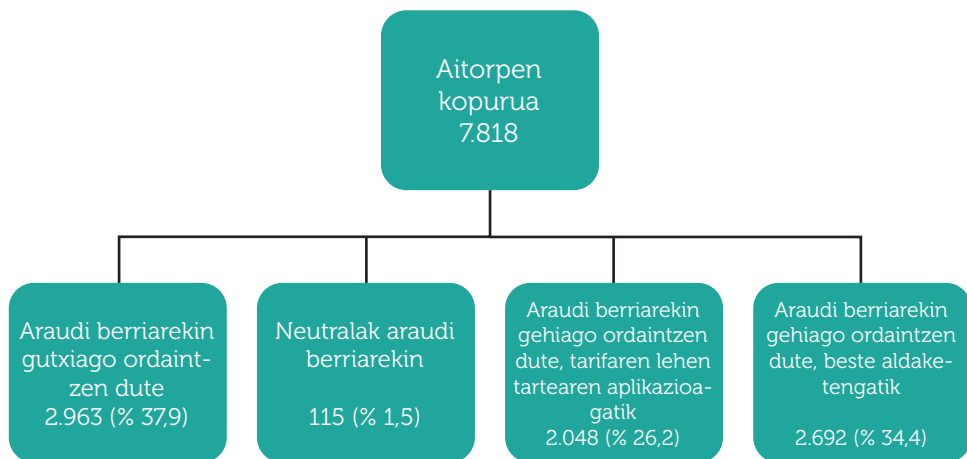 Aitorpen
kopurua
7.818
Araudi berriarekin
gutxiago ordaint-
zen dute
2.963 (% 37,9)
Neutralak araudi
berriarekin
115 (% 1,5)
Araudi berriarekin
gehiago ordaintzen
dute, tarifaren lehen
tartearen aplikazioa-
gatik
2.048 (% 26,2)
Araudi berriarekin
gehiago ordaintzen
dute, beste aldake-
tengatik
2.692 (% 34,4)